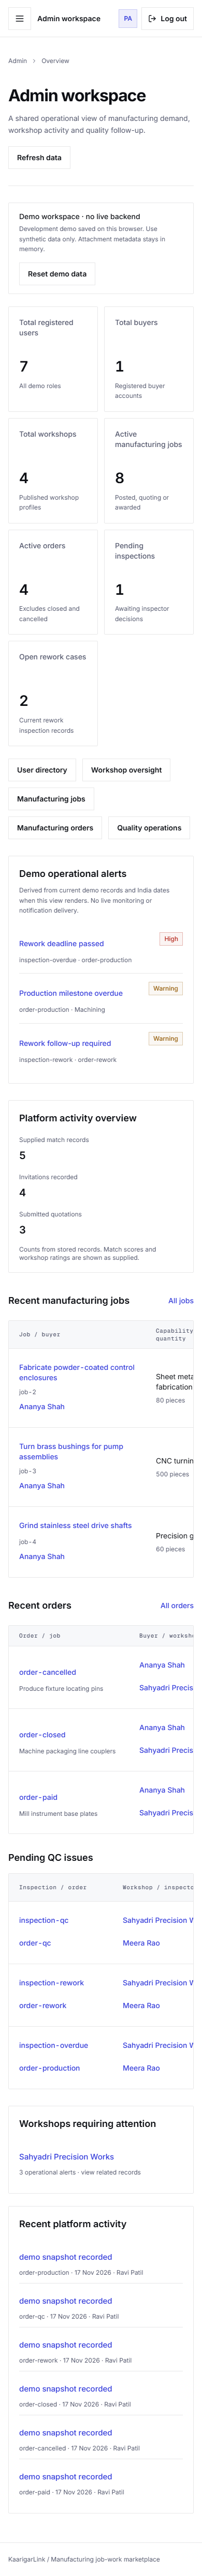 Admin workspace
PA
Log out
Admin › Overview
Admin workspace
A shared operational view of manufacturing demand,
workshop activity and quality follow-up.
Refresh data
Demo workspace · no live backend
Development demo saved on this browser. Use
synthetic data only. Attachment metadata stays in
memory.
Reset demo data
Total registered
users
7
All demo roles
Total buyers
1
Registered buyer
accounts
Total workshops
4
Published workshop
profiles
Active
manufacturing jobs
8
Posted, quoting or
awarded
Active orders
4
Excludes closed and
cancelled
Pending
inspections
1
Awaiting inspector
decisions
Open rework cases
2
Current rework
inspection records
User directory
Workshop oversight
Manufacturing jobs
Manufacturing orders
Quality operations
Demo operational alerts
Derived from current demo records and India dates
when this view renders. No live monitoring or
notification delivery.
Rework deadline passed
High
inspection-overdue · order-production
Production milestone overdue
Warning
order-production · Machining
Rework follow-up required
Warning
inspection-rework · order-rework
Platform activity overview
Supplied match records
5
Invitations recorded
4
Submitted quotations
3
Counts from stored records. Match scores and
workshop ratings are shown as supplied.
Recent manufacturing jobs
All jobs
Job / buyer
Capability
quantity
Fabricate powder-coated control
enclosures
job-2
Ananya Shah
Sheet meta
fabrication
80 pieces
Turn brass bushings for pump
assemblies
job-3
Ananya Shah
CNC turnin
500 pieces
Grind stainless steel drive shafts
job-4
Ananya Shah
Precision g
60 pieces
Recent orders
All orders
Order / job
Buyer / worksho
order-cancelled
Produce fixture locating pins
Ananya Shah
Sahyadri Precis
order-closed
Machine packaging line couplers
Ananya Shah
Sahyadri Precis
order-paid
Mill instrument base plates
Ananya Shah
Sahyadri Precis
Pending QC issues
Inspection / order
Workshop / inspecto
inspection-qc
order-qc
Sahyadri Precision W
Meera Rao
inspection-rework
order-rework
Sahyadri Precision W
Meera Rao
inspection-overdue
order-production
Sahyadri Precision W
Meera Rao
Workshops requiring attention
Sahyadri Precision Works
3 operational alerts · view related records
Recent platform activity
demo snapshot recorded
order-production · 17 Nov 2026 · Ravi Patil
demo snapshot recorded
order-qc · 17 Nov 2026 · Ravi Patil
demo snapshot recorded
order-rework · 17 Nov 2026 · Ravi Patil
demo snapshot recorded
order-closed · 17 Nov 2026 · Ravi Patil
demo snapshot recorded
order-cancelled · 17 Nov 2026 · Ravi Patil
demo snapshot recorded
order-paid · 17 Nov 2026 · Ravi Patil
KaarigarLink / Manufacturing job-work marketplace